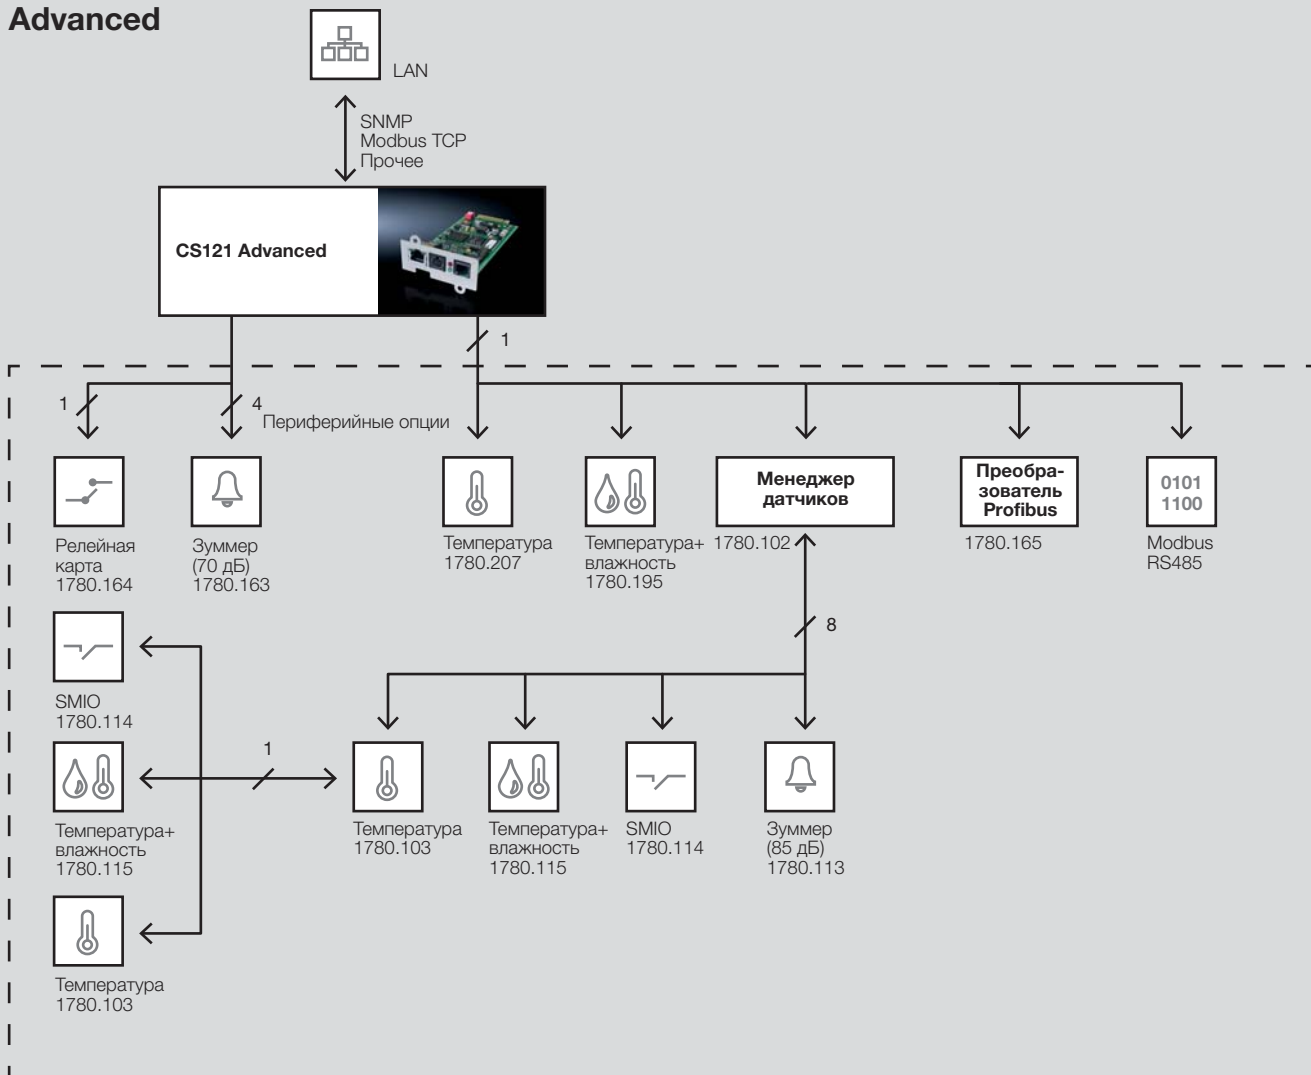 Advanced
LAN
SNMP
Modbus TCP
Прочее
CS121 Advanced
1
1
4
Периферийные опции
Релейная
карта
1780.164
Зуммер
(70 дБ)
1780.163
Температура
1780.207
Температура+
влажность
1780.195
Менеджер
датчиков
1780.102
Преобра-
зователь
Profibus
1780.165
0101
1100
Modbus
RS485
8
SMIO
1780.114
1
Температура+
влажность
1780.115
Температура
1780.103
Температура+
влажность
1780.115
SMIO
1780.114
Зуммер
(85 дБ)
1780.113
Температура
1780.103